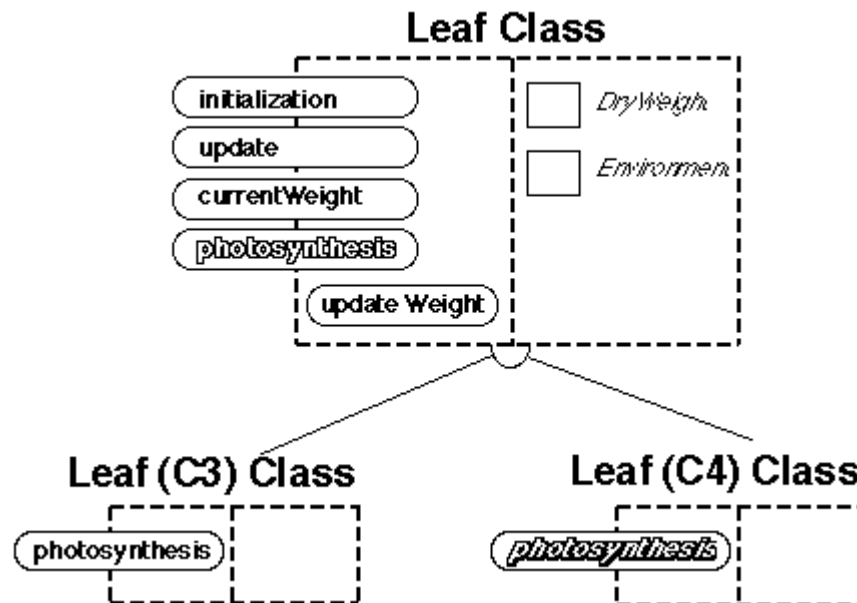 Leaf Class
initialization
DryWeight
update
Environment
currentWeight
photosynthesis
update Weight
Leaf (C3) Class
Leaf (C4) Class
photosynthesis
photosynthesis